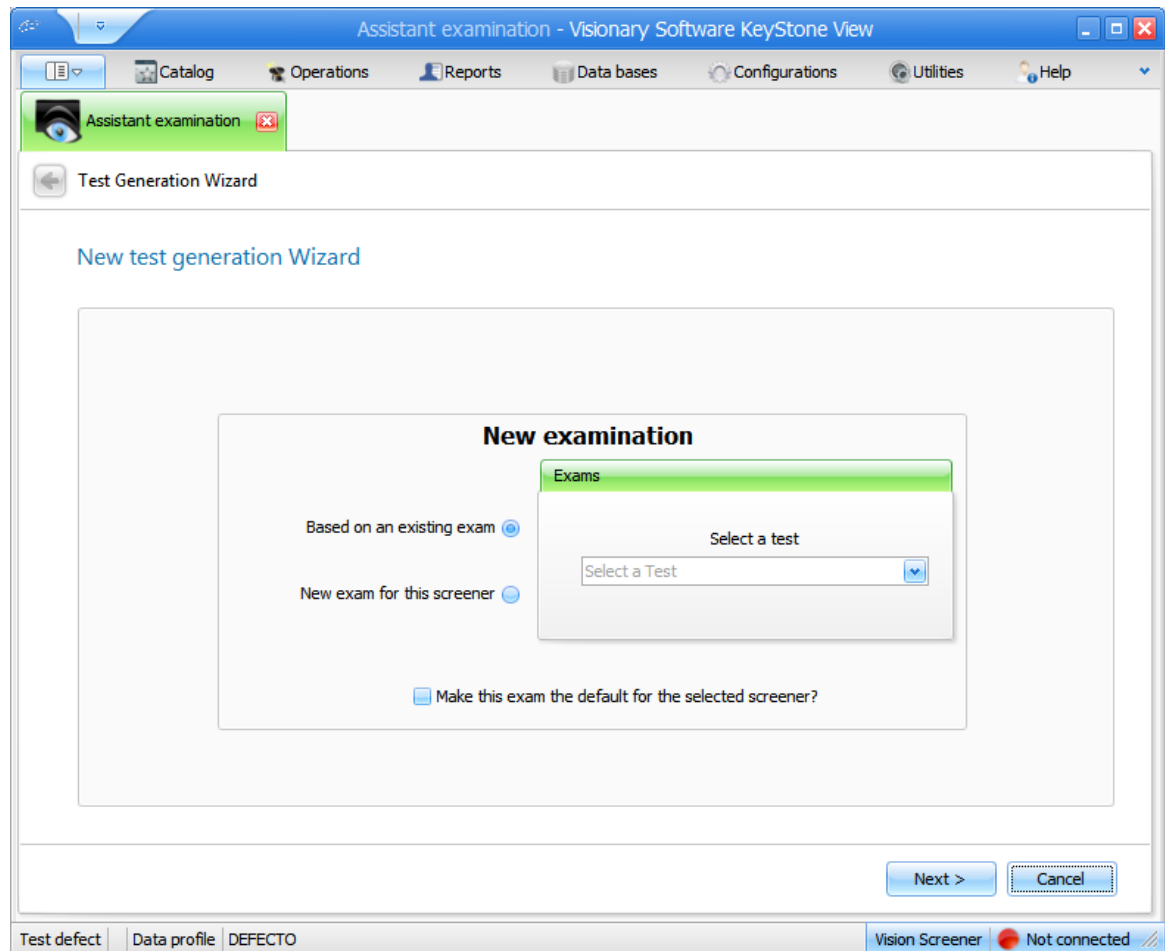 Assistant examination - Visionary Software KeyStone View
Catalog Operations Reports Data bases Configurations Utilities Help
Assistant examination
Test Generation Wizard
New test generation Wizard
New examination
Exams
Based on an existing exam
Select a test
Select a Test
New exam for this screener
Make this exam the default for the selected screener?
Next > Cancel
Test defect Data profile DEFECTO Vision Screener Not connected